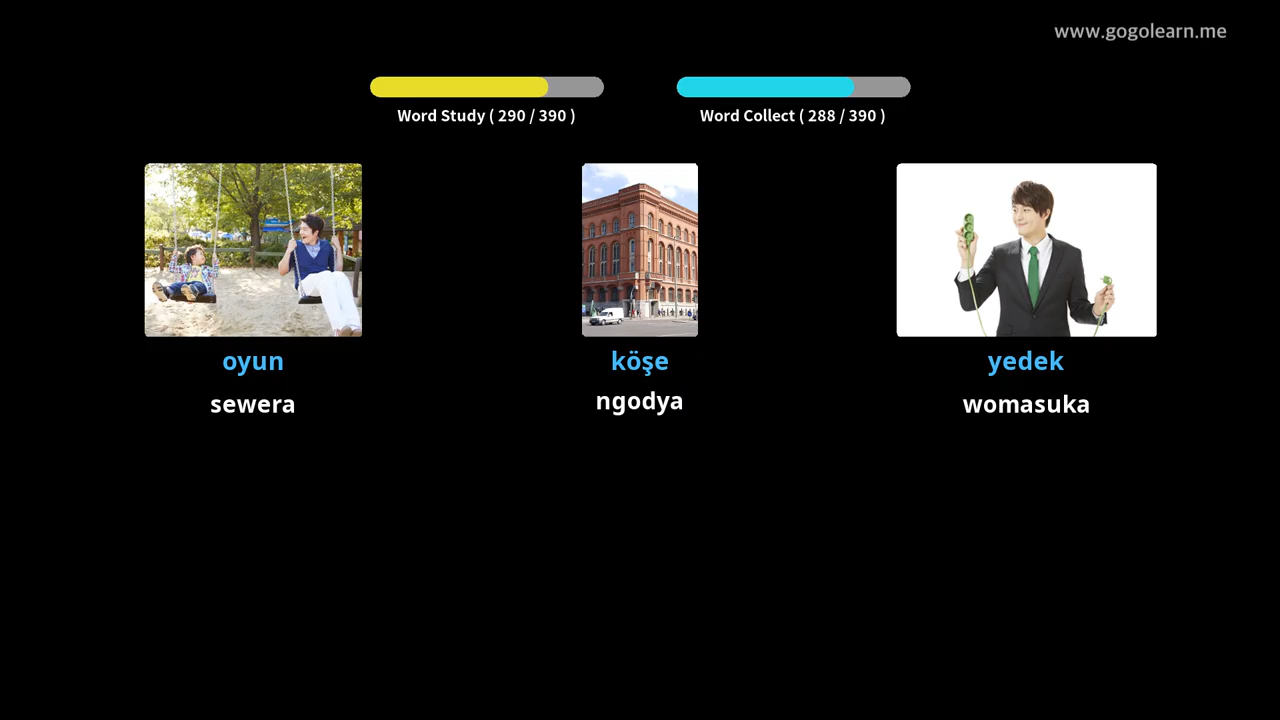 www.gogolearn.me
Word Study ( 290 / 390 )
Word Collect ( 288 / 390 )
oyun
sewera
köşe
ngodya
yedek
womasuka